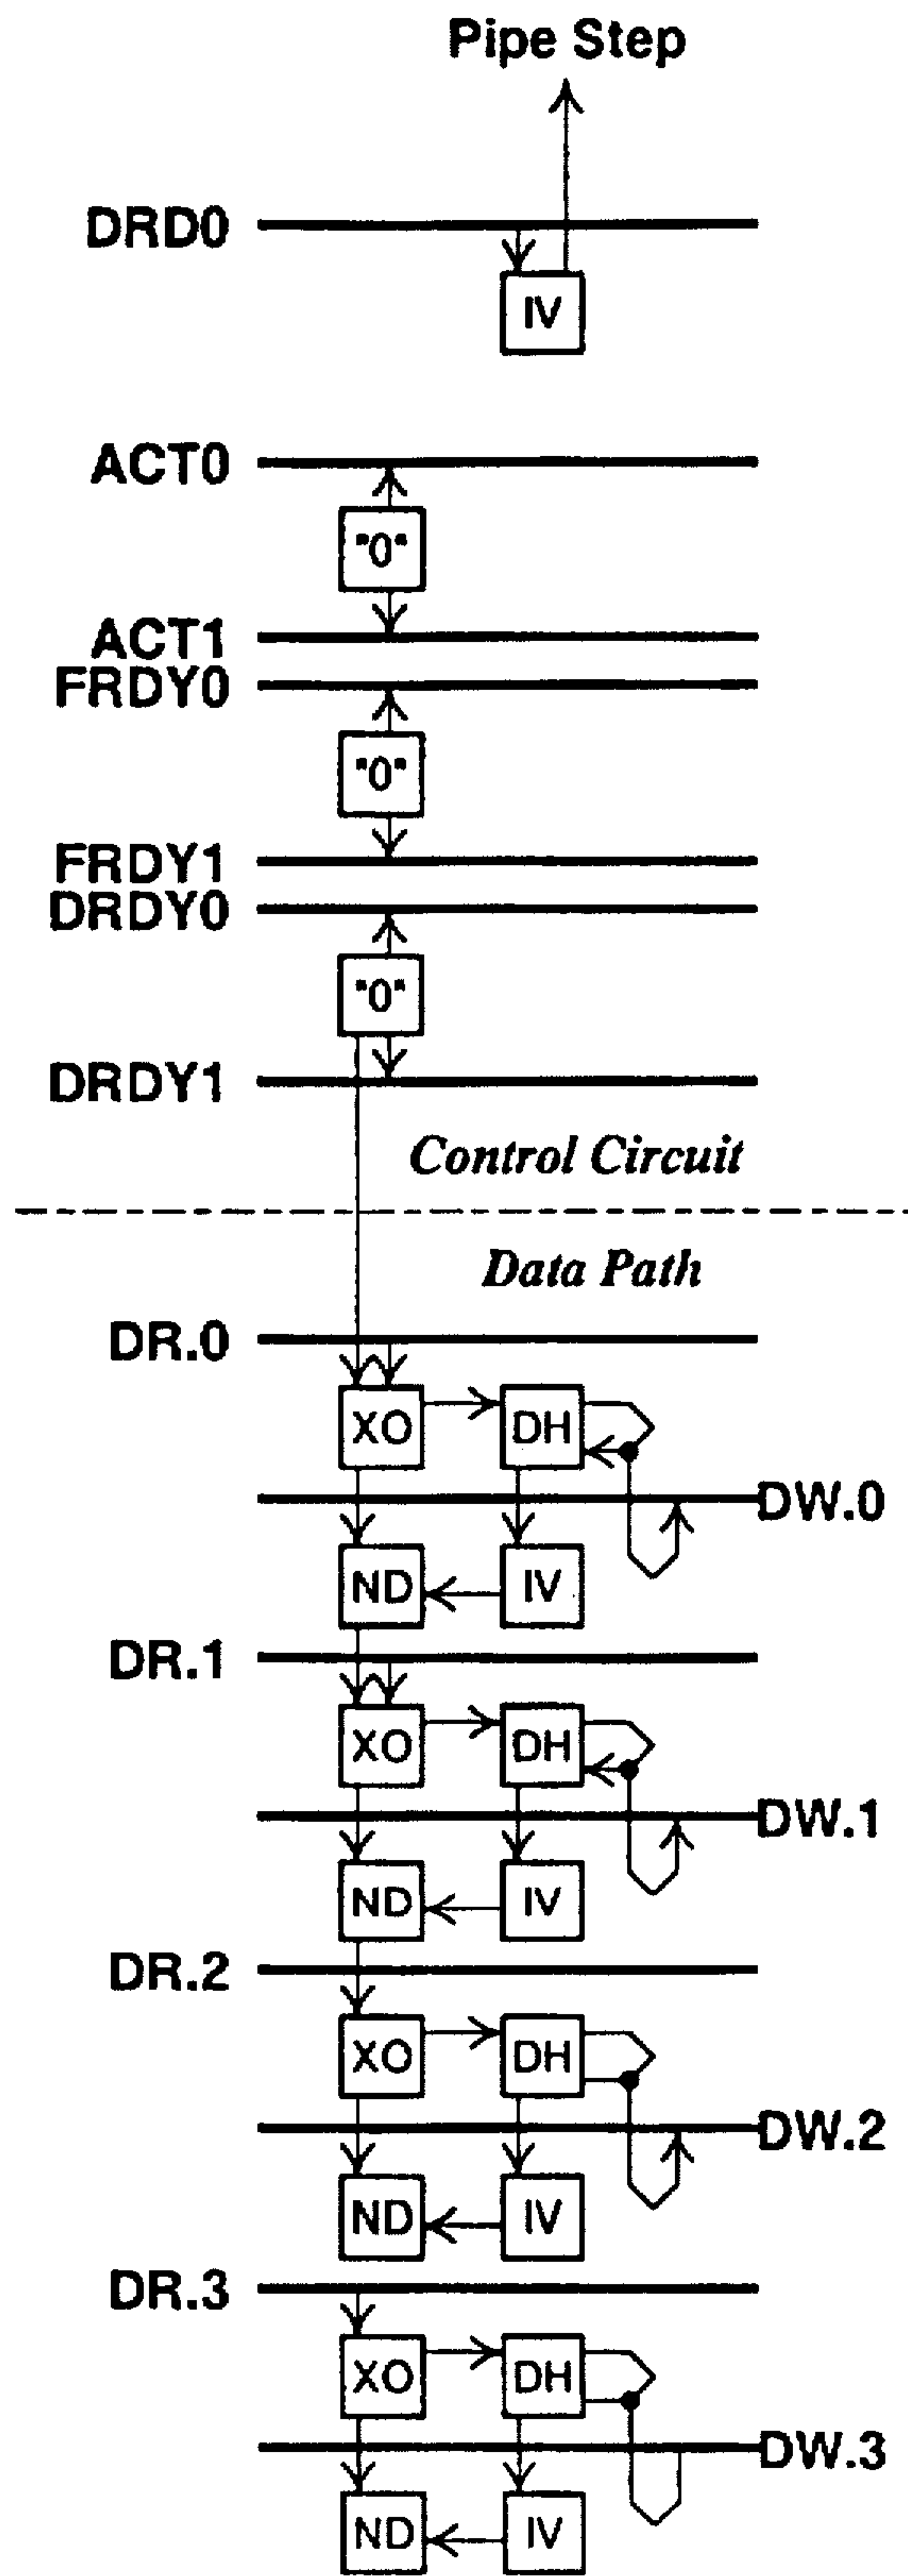 Pipe Step
DRD0
IV
ACT0
"0"
ACT1
FRDY0
"0"
FRDY1
DRDY0
"0"
DRDY1
Control Circuit
Data Path
DR.0
XO DH
DW.0
ND IV
DR.1
XO DH
DW.1
ND IV
DR.2
XO DH
DW.2
ND IV
DR.3
XO DH
DW.3
ND IV